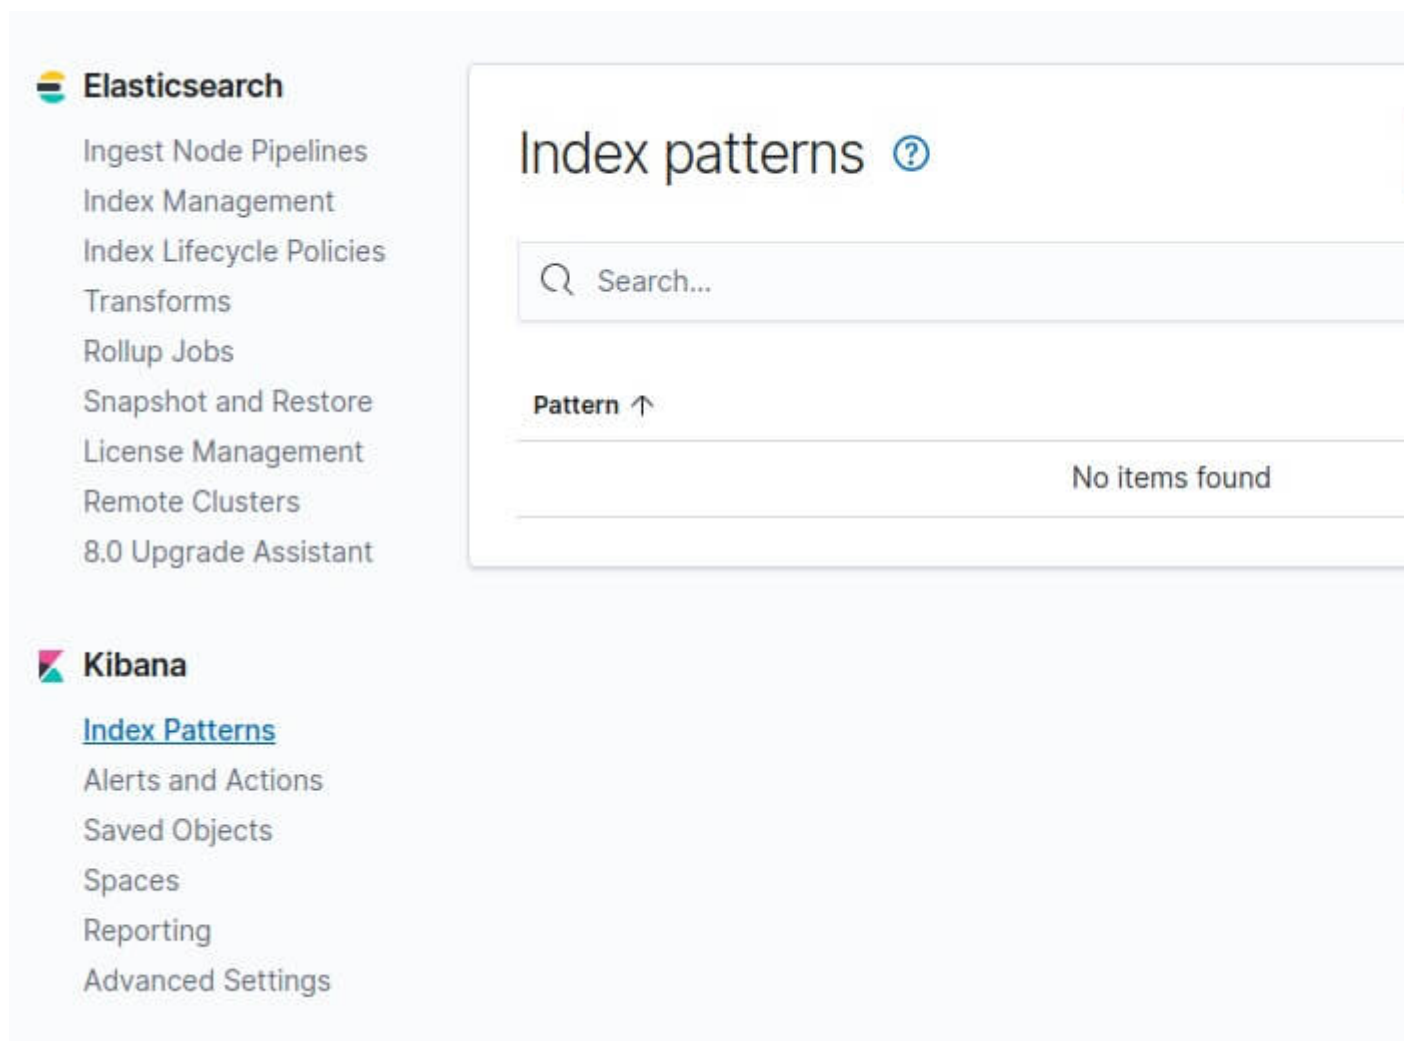 Elasticsearch
Ingest Node Pipelines
Index Management
Index Lifecycle Policies
Transforms
Rollup Jobs
Snapshot and Restore
License Management
Remote Clusters
8.0 Upgrade Assistant
Kibana
Index Patterns
Alerts and Actions
Saved Objects
Spaces
Reporting
Advanced Settings
Index patterns ?
Search...
Pattern ↑
No items found